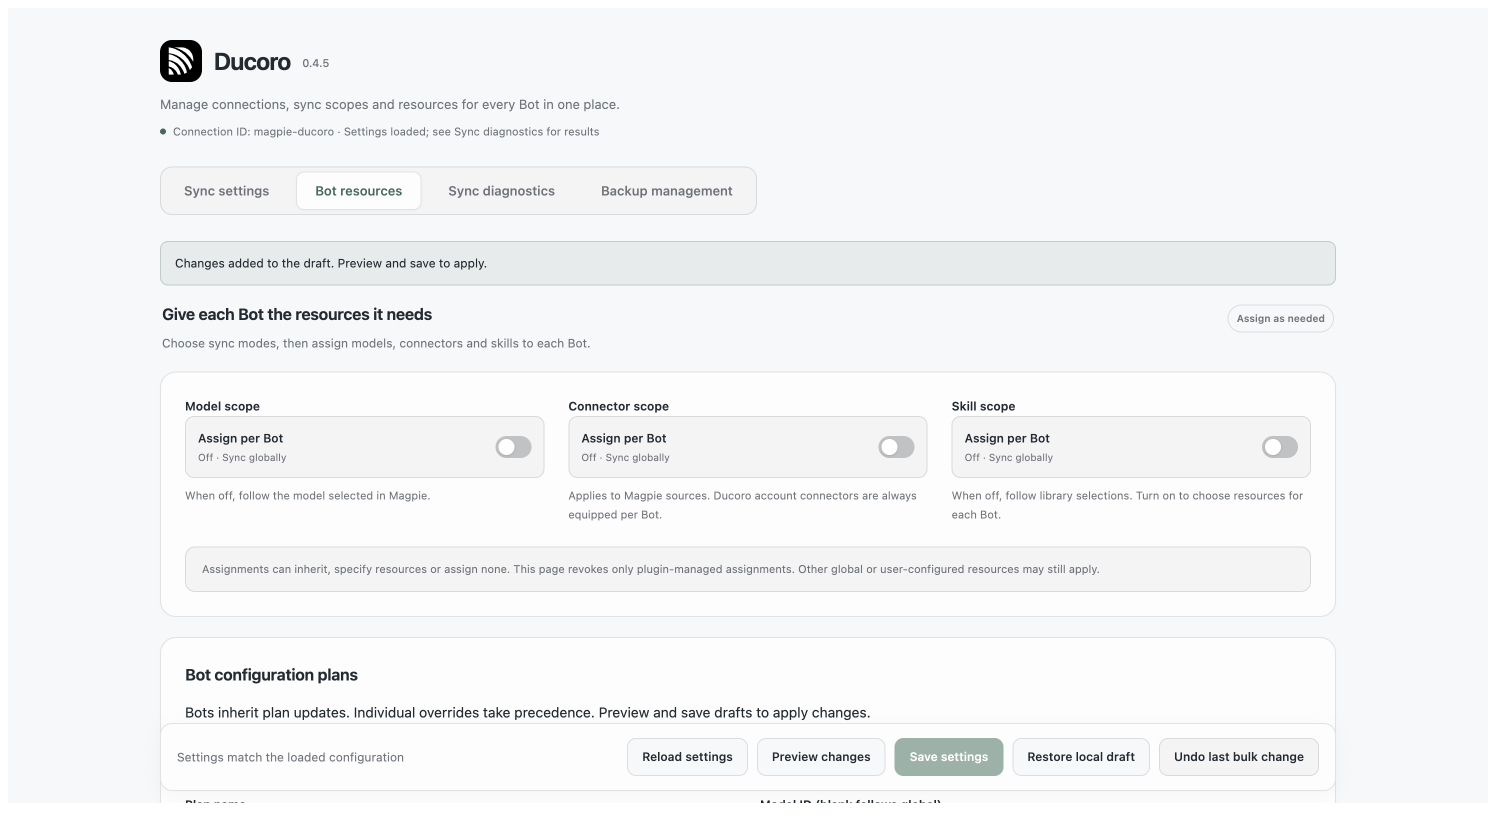 Ducoro 0.4.5
Manage connections, sync scopes and resources for every Bot in one place.
Connection ID: magpie-ducoro · Settings loaded; see Sync diagnostics for results
Sync settings Bot resources Sync diagnostics Backup management
Changes added to the draft. Preview and save to apply.
Give each Bot the resources it needs
Assign as needed
Choose sync modes, then assign models, connectors and skills to each Bot.
Model scope
Assign per Bot
Off · Sync globally
When off, follow the model selected in Magpie.
Connector scope
Assign per Bot
Off · Sync globally
Applies to Magpie sources. Ducoro account connectors are always
equipped per Bot.
Skill scope
Assign per Bot
Off · Sync globally
When off, follow library selections. Turn on to choose resources for
each Bot.
Assignments can inherit, specify resources or assign none. This page revokes only plugin-managed assignments. Other global or user-configured resources may still apply.
Bot configuration plans
Bots inherit plan updates. Individual overrides take precedence. Preview and save drafts to apply changes.
Settings match the loaded configuration
Reload settings Preview changes Save settings Restore local draft Undo last bulk change
Plan name Model ID (blank follows global)